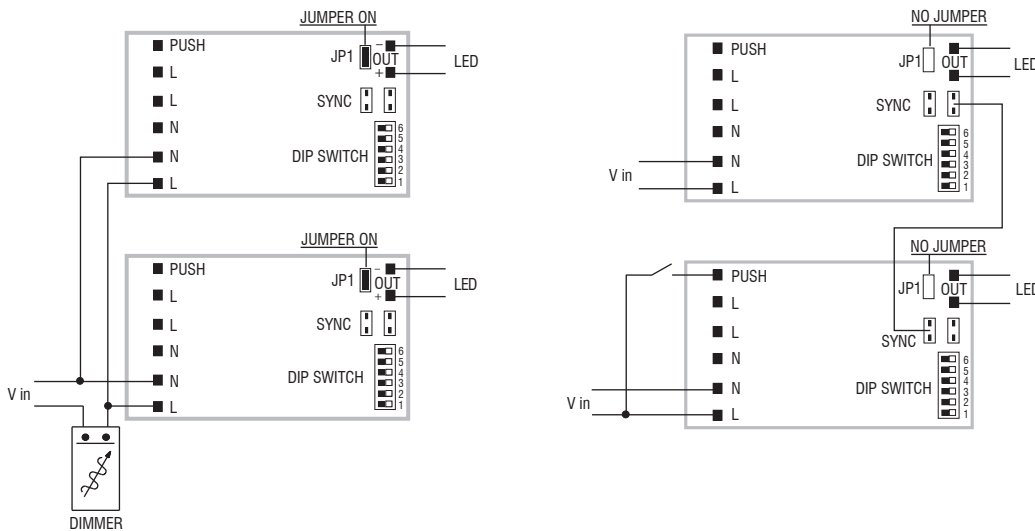 JUMPER ON
PUSH
JP1
−
OUT
+
LED
L
L
SYNC
N
N
L
DIP SWITCH
6
5
4
3
2
1
JUMPER ON
PUSH
JP1
−
OUT
+
LED
L
L
SYNC
N
N
L
DIP SWITCH
6
5
4
3
2
1
V in
DIMMER
NO JUMPER
PUSH
JP1
OUT
LED
L
L
SYNC
N
N
L
DIP SWITCH
6
5
4
3
2
1
V in
NO JUMPER
PUSH
JP1
OUT
LED
L
L
SYNC
N
N
L
DIP SWITCH
6
5
4
3
2
1
V in